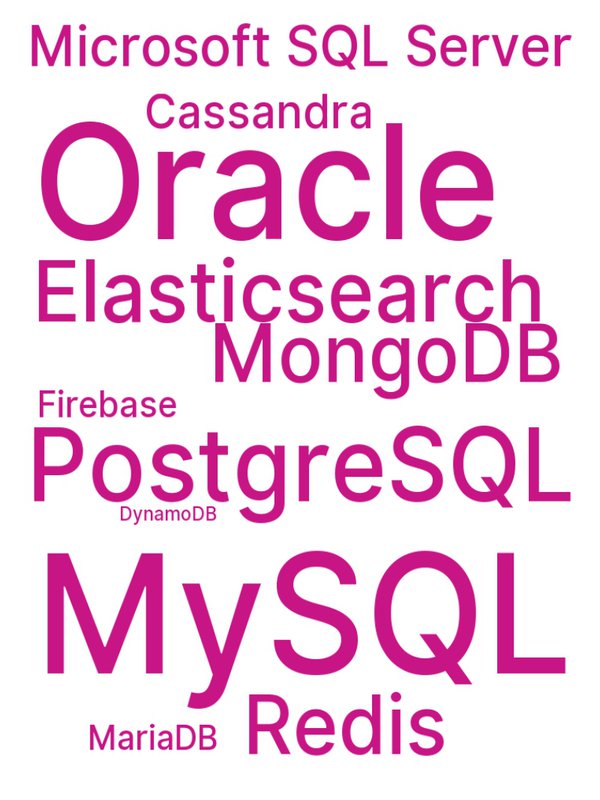 Microsoft SQL Server
Cassandra
Oracle
Elasticsearch
MongoDB
Firebase
PostgreSQL
DynamoDB
MySQL
Redis
MariaDB